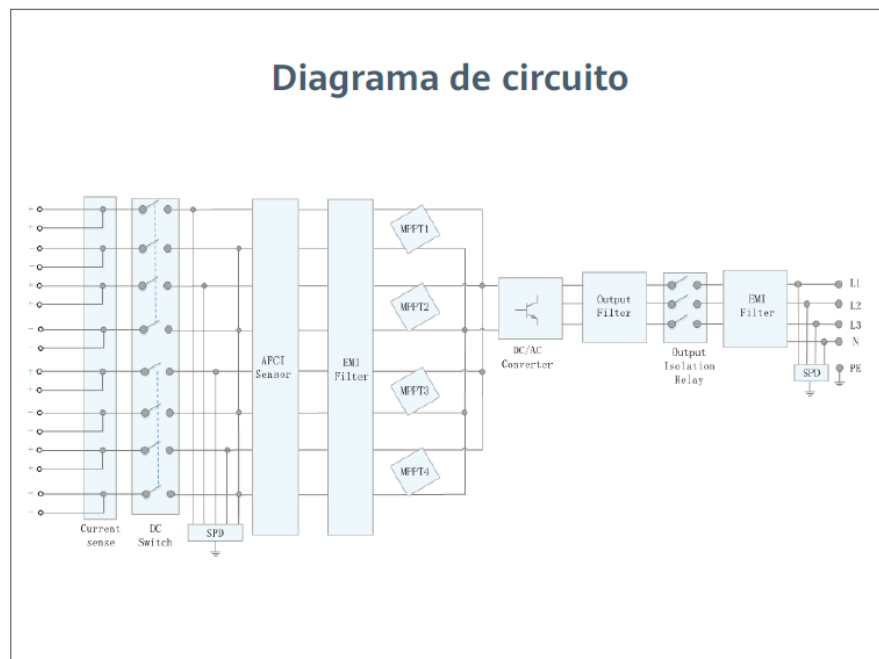 Diagrama de circuito
+
+
−
−
+
+
−
−
+
+
−
−
+
+
−
−
Current
sense
DC
Switch
SPD
AFCI
Sensor
EMI
Filter
MPPT1
MPPT2
MPPT3
MPPT4
DC/AC
Converter
Output
Filter
Output
Isolation
Relay
EMI
Filter
L1
L2
L3
N
SPD
PE